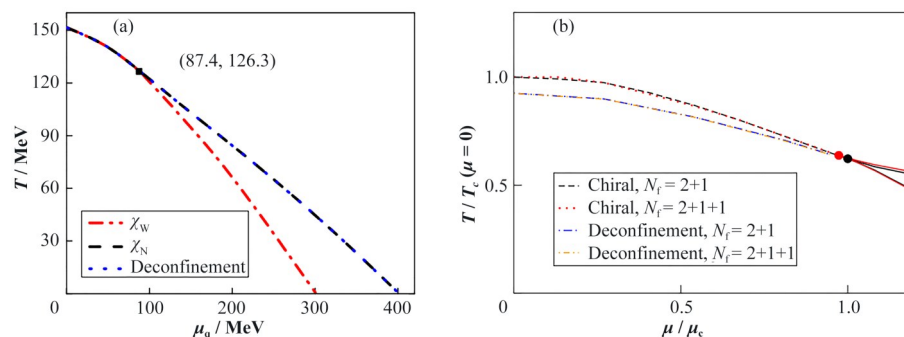 (a)
(87.4, 126.3)
150
120
90
60
30
0
100
200
300
400
T / MeV
μq / MeV
χW
χN
Deconfinement
(b)
1.0
0.5
0
0.5
1.0
T / Tc (μ = 0)
μ / μs
Chiral, Nf = 2+1
Chiral, Nf = 2+1+1
Deconfinement, Nf = 2+1
Deconfinement, Nf = 2+1+1